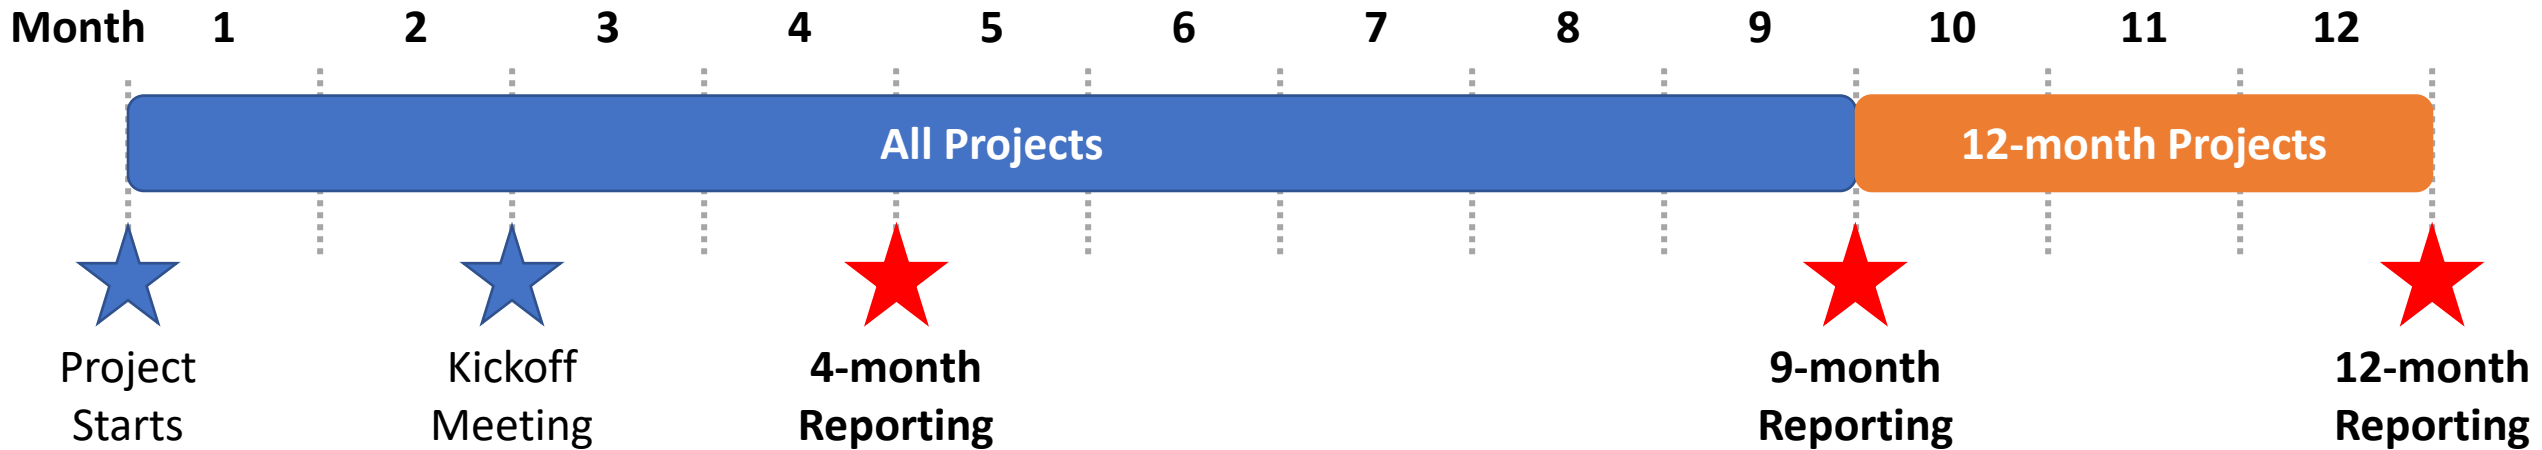 Month 1 2 3 4 5 6 7 8 9 10 11 12
All Projects 12-month Projects
Project Starts
Kickoff Meeting
4-month Reporting
9-month Reporting
12-month Reporting